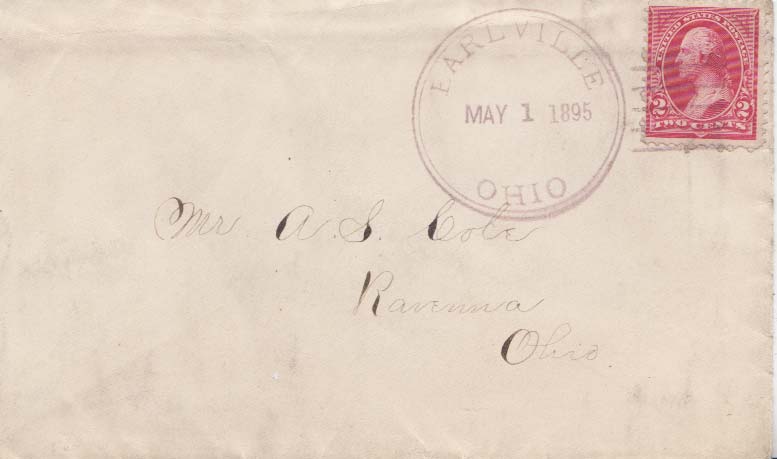 EARLVILLE
MAY 1 1895
OHIO
UNITED STATES POSTAGE
2 2
TWO CENTS
Mr. A. S. Cole
Ravenna
Ohio.